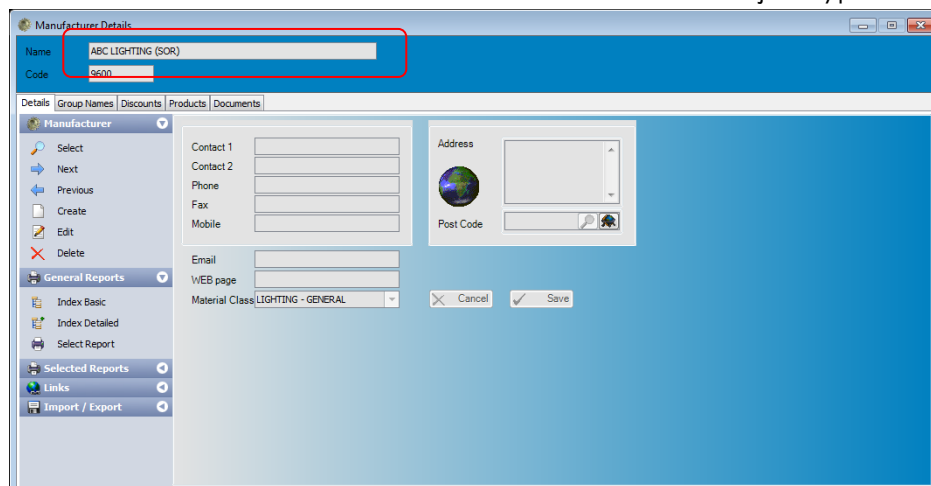 Manufacturer Details
Name ABC LIGHTING (SOR)
Code 9600
Details Group Names Discounts Products Documents
Manufacturer
Select
Next
Previous
Create
Edit
Delete
General Reports
Index Basic
Index Detailed
Select Report
Selected Reports
Links
Import / Export
Contact 1
Contact 2
Phone
Fax
Mobile
Address
Post Code
Email
WEB page
Material Class LIGHTING - GENERAL
Cancel Save